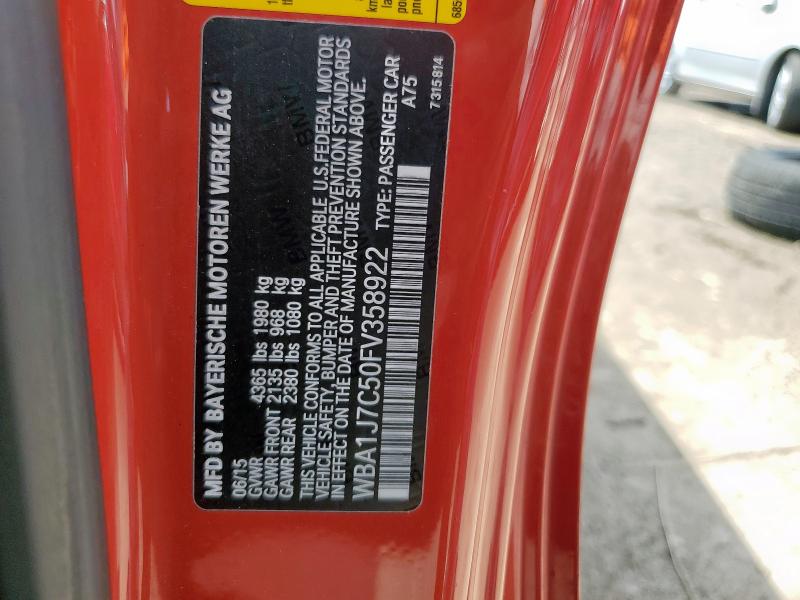 MFD BY BAYERISCHE MOTOREN WERKE AG
06/15
GVWR 4365 lbs 1980 kg
GAWR FRONT 2135 lbs 968 kg
GAWR REAR 2380 lbs 1080 kg
THIS VEHICLE CONFORMS TO ALL APPLICABLE U.S.FEDERAL MOTOR
VEHICLE SAFETY, BUMPER AND THEFT PREVENTION STANDARDS
IN EFFECT ON THE DATE OF MANUFACTURE SHOWN ABOVE.
WBA1J7C50FV358922 TYPE: PASSENGER CAR
A75
7315814
685